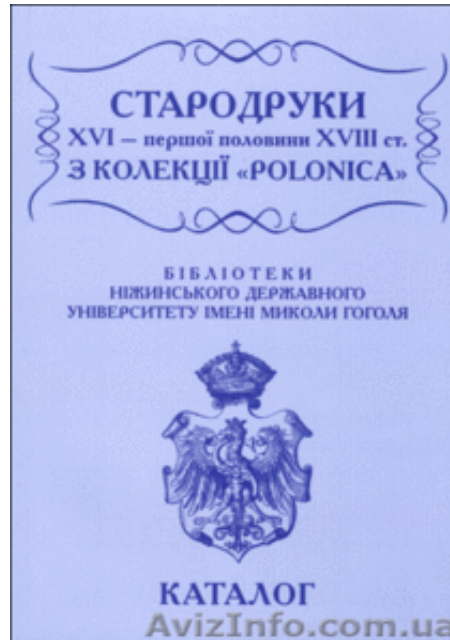 СТАРОДРУКИ
XVI — першої половини XVIII ст.
З КОЛЕКЦІЇ «POLONICA»
БІБЛІОТЕКИ
НІЖИНСЬКОГО ДЕРЖАВНОГО
УНІВЕРСИТЕТУ ІМЕНІ МИКОЛИ ГОГОЛЯ
КАТАЛОГ
AvizInfo.com.ua